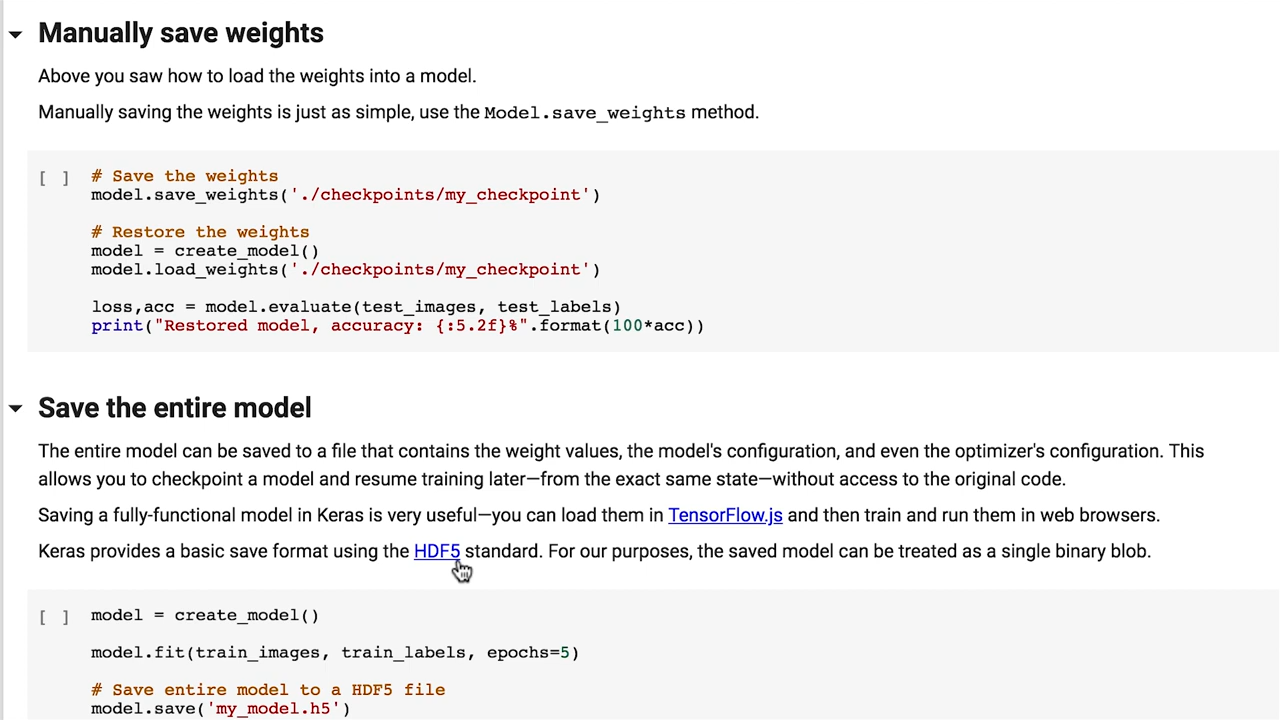 Manually save weights
Above you saw how to load the weights into a model.
Manually saving the weights is just as simple, use the Model.save_weights method.
[ ] # Save the weights
model.save_weights('./checkpoints/my_checkpoint')
# Restore the weights
model = create_model()
model.load_weights('./checkpoints/my_checkpoint')
loss,acc = model.evaluate(test_images, test_labels)
print("Restored model, accuracy: {:5.2f}%".format(100*acc))
Save the entire model
The entire model can be saved to a file that contains the weight values, the model's configuration, and even the optimizer's configuration. This
allows you to checkpoint a model and resume training later—from the exact same state—without access to the original code.
Saving a fully-functional model in Keras is very useful—you can load them in TensorFlow.js and then train and run them in web browsers.
Keras provides a basic save format using the HDF5 standard. For our purposes, the saved model can be treated as a single binary blob.
[ ] model = create_model()
model.fit(train_images, train_labels, epochs=5)
# Save entire model to a HDF5 file
model.save('my_model.h5')